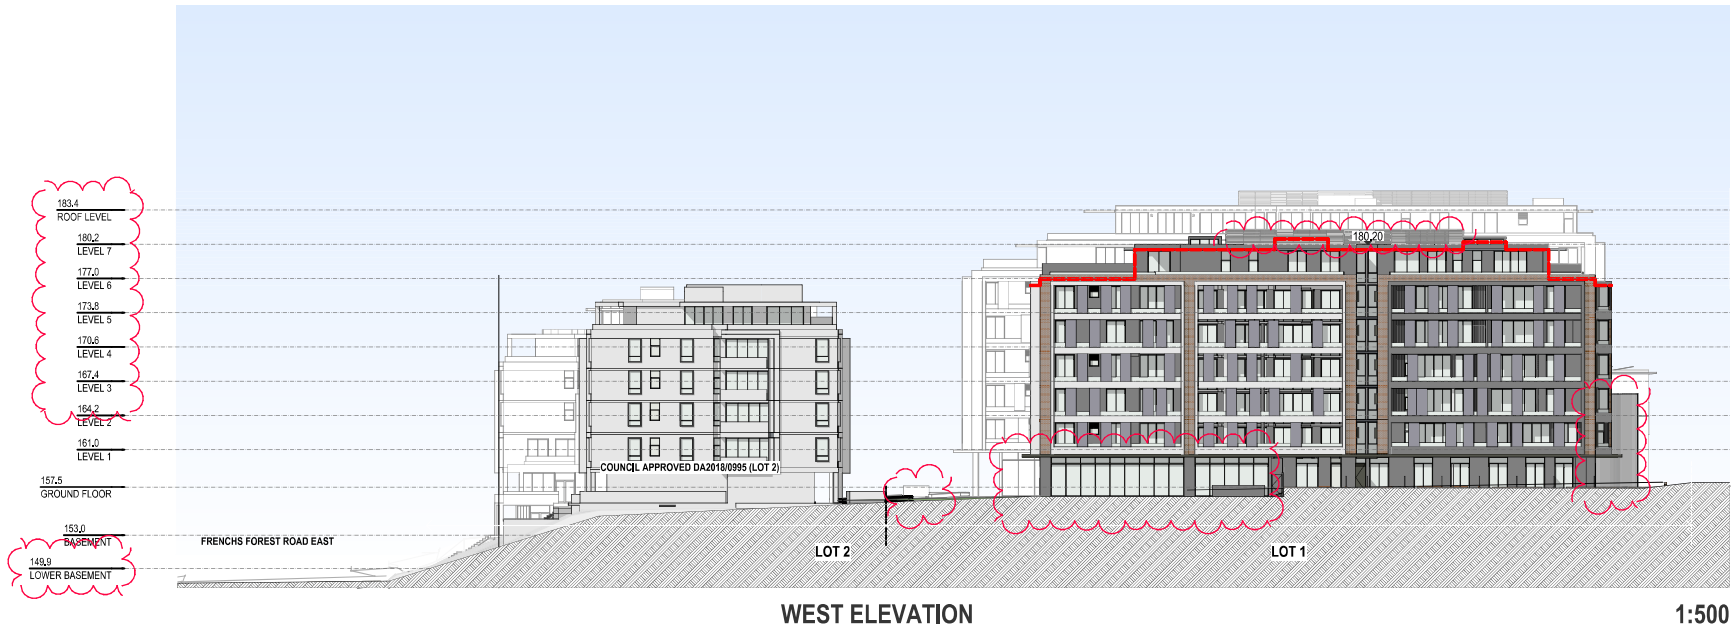 183.4
ROOF LEVEL
180.2
LEVEL 7
177.0
LEVEL 6
173.8
LEVEL 5
170.6
LEVEL 4
167.4
LEVEL 3
164.2
LEVEL 2
161.0
LEVEL 1
157.5
GROUND FLOOR
153.0
BASEMENT
149.9
LOWER BASEMENT
180.20
COUNCIL APPROVED DA2018/0995 (LOT 2)
FRENCHS FOREST ROAD EAST
LOT 2
LOT 1
WEST ELEVATION
1:500